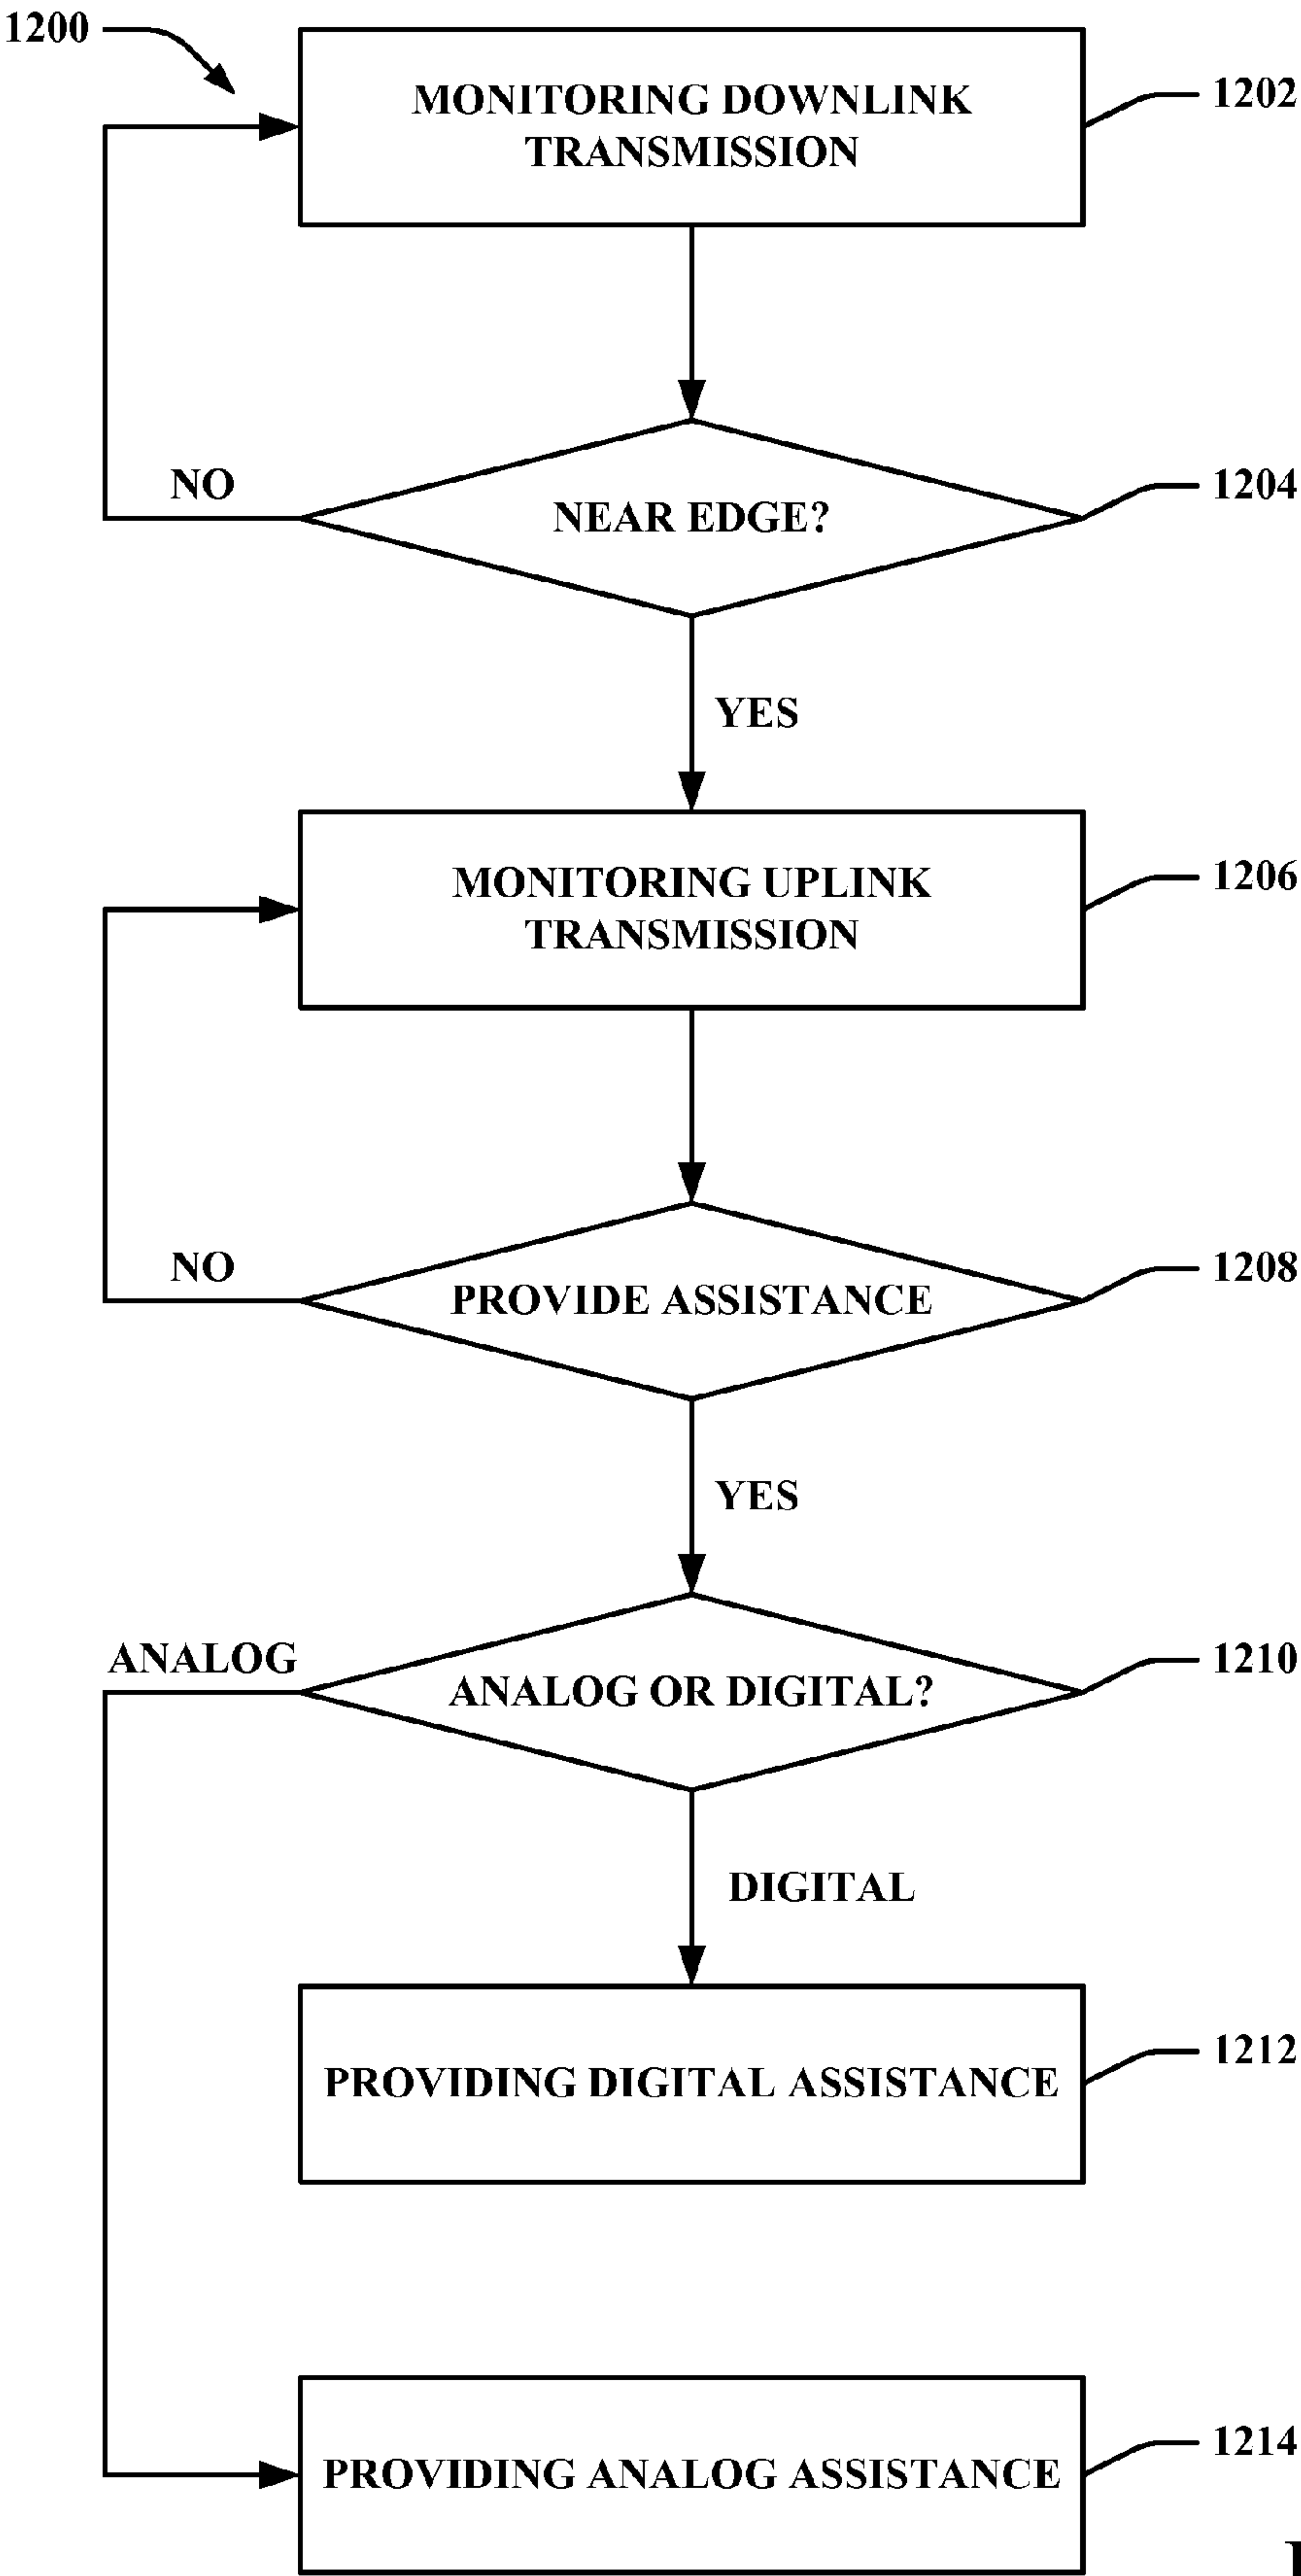 1200
MONITORING DOWNLINK
TRANSMISSION
1202
NO
NEAR EDGE?
1204
YES
MONITORING UPLINK
TRANSMISSION
1206
NO
PROVIDE ASSISTANCE
1208
YES
ANALOG
ANALOG OR DIGITAL?
1210
DIGITAL
PROVIDING DIGITAL ASSISTANCE
1212
PROVIDING ANALOG ASSISTANCE
1214